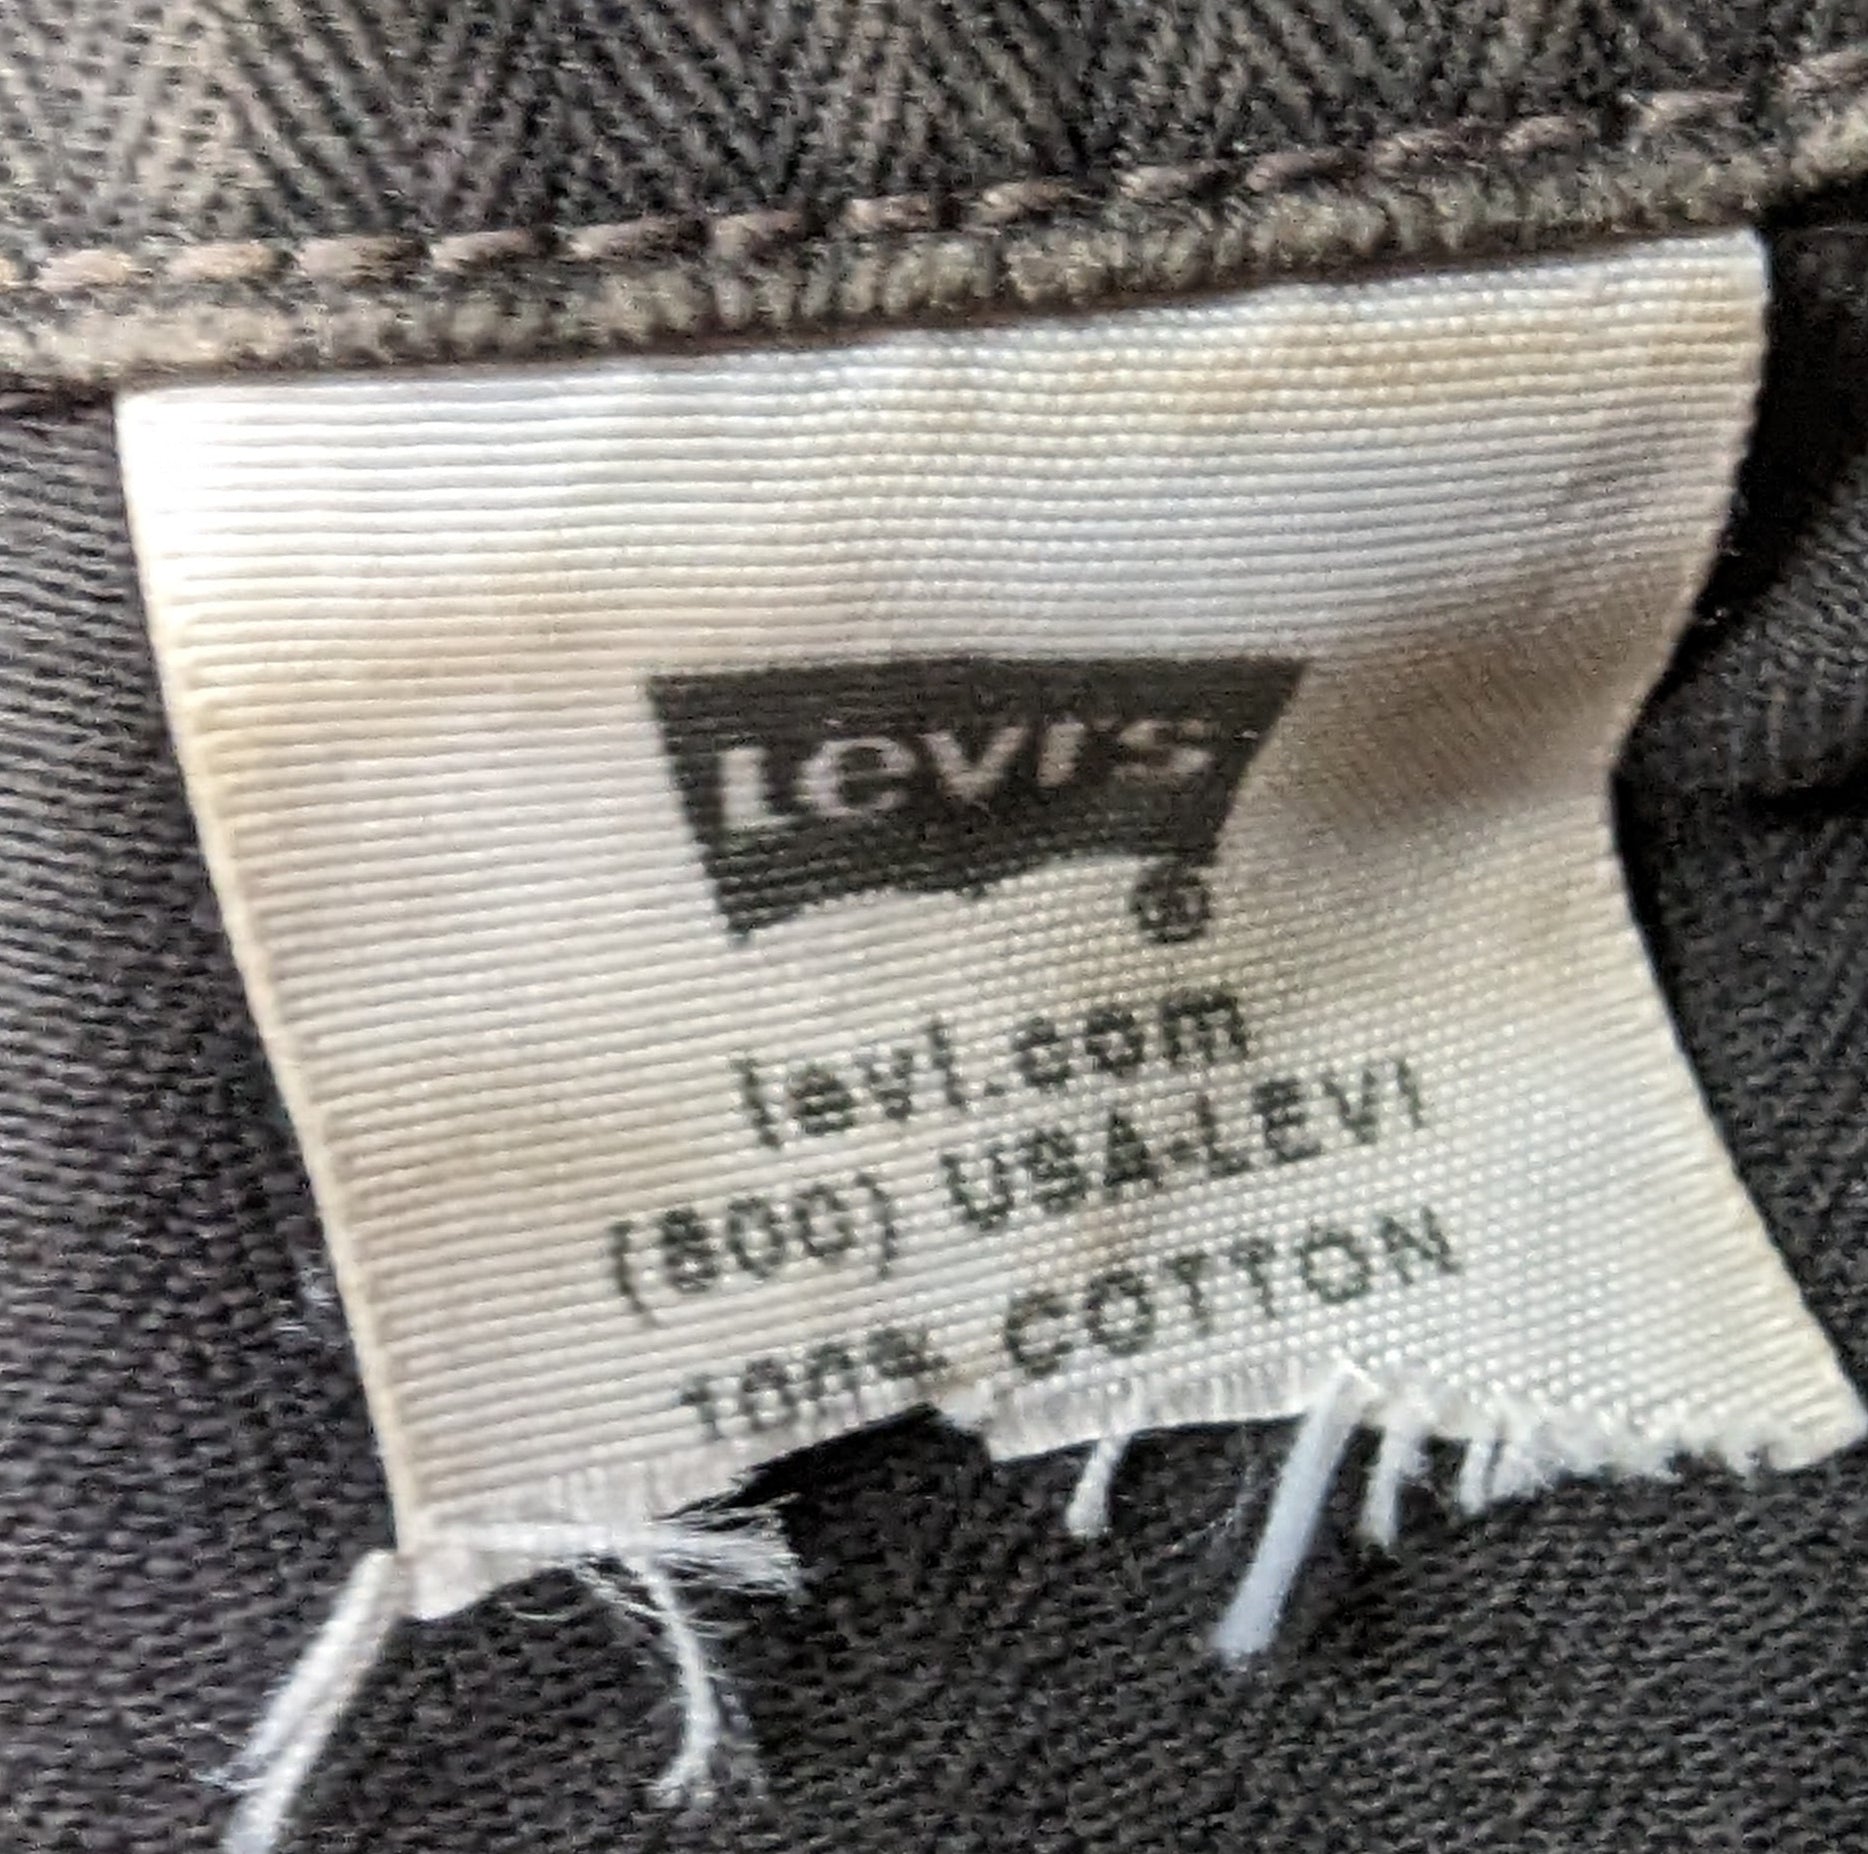 Levi's
®
levi.com
(800) USA-LEVI
100% COTTON